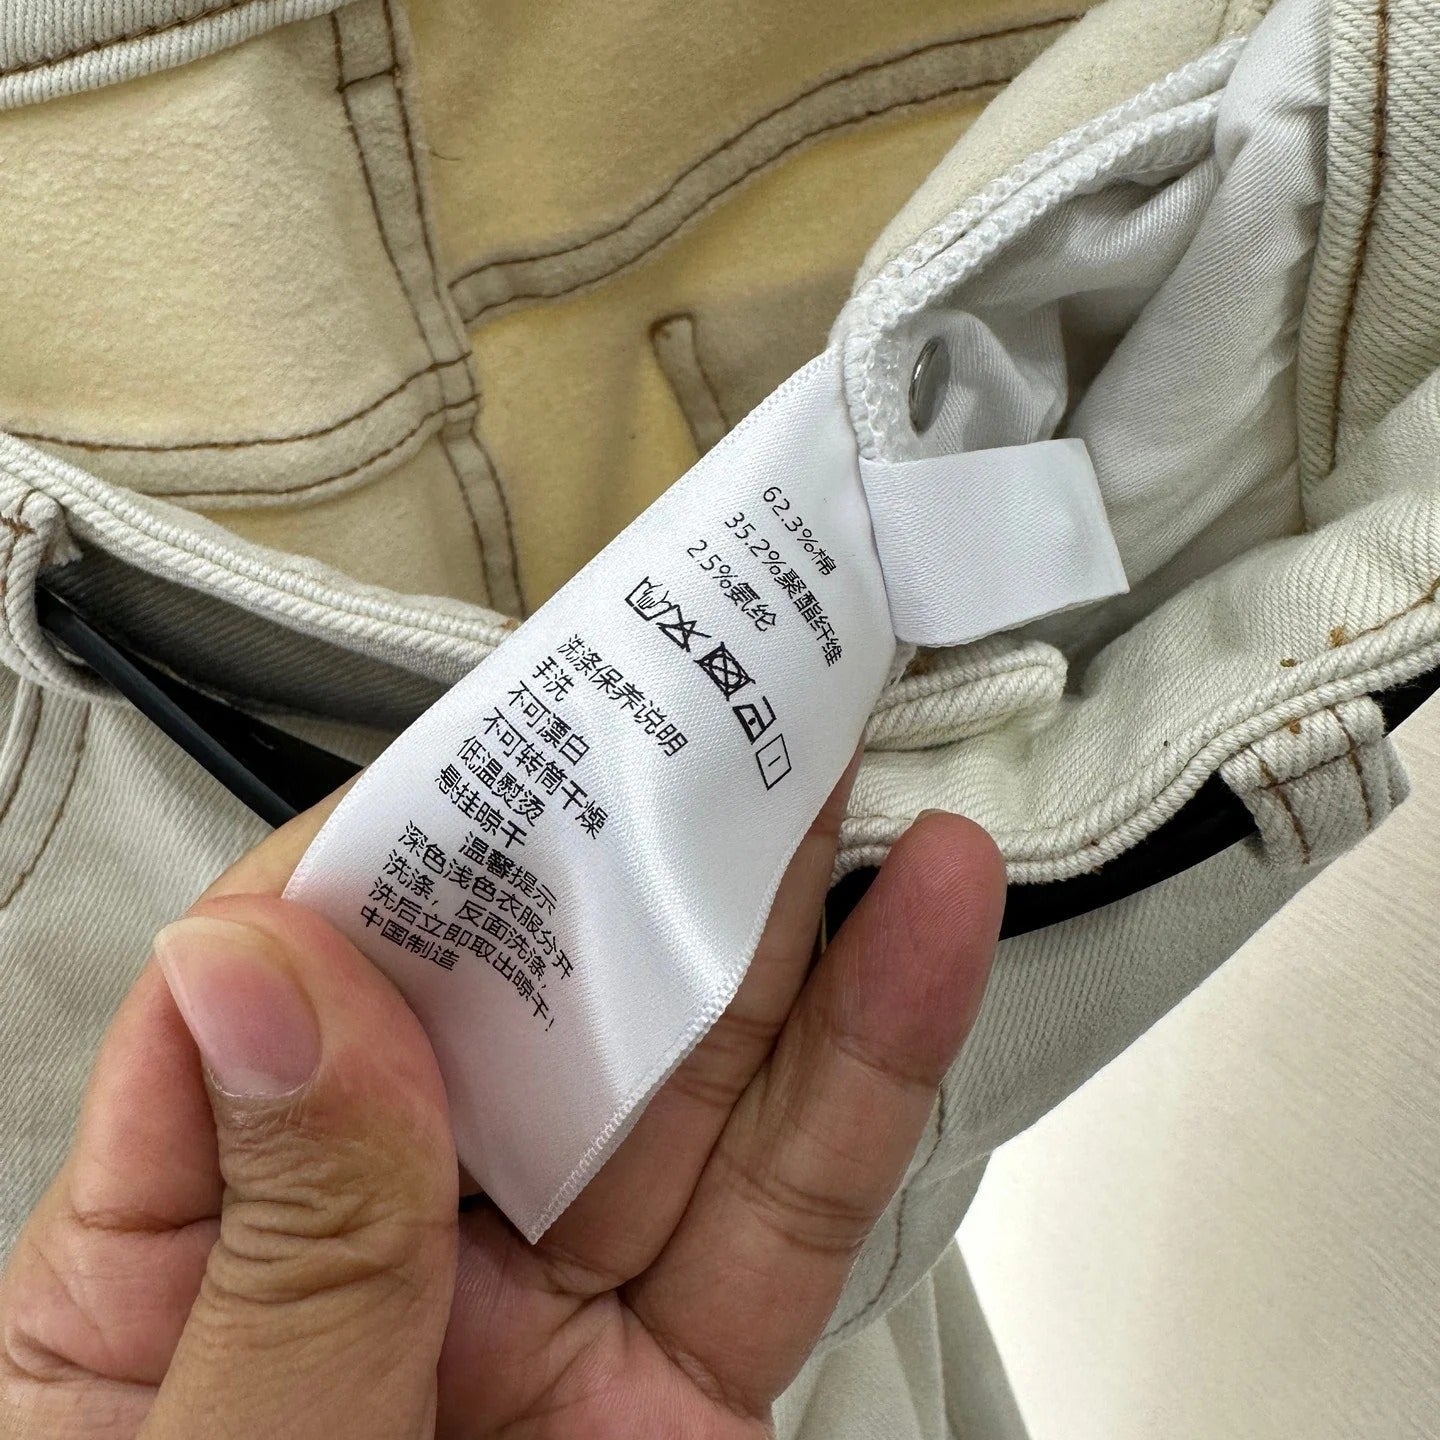 62.3%棉
35.2%聚酯纤维
2.5%氨纶
洗涤保养说明
手洗
不可漂白
不可转筒干燥
低温熨烫
悬挂晾干
温馨提示
深色浅色衣服分开
洗涤，反面洗涤，
洗后立即取出晾干！
中国制造